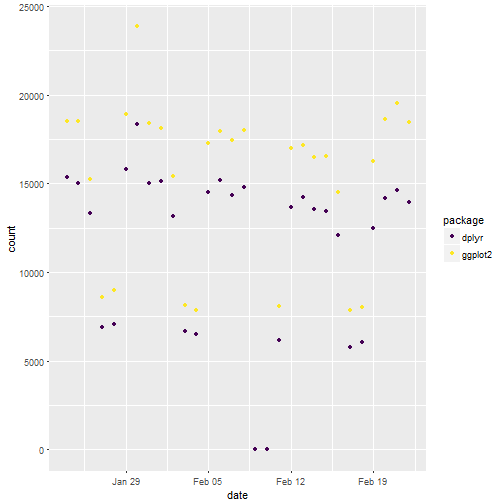 25000
20000
15000
10000
5000
0
count
Jan 29
Feb 05
Feb 12
Feb 19
date
package
dplyr
ggplot2